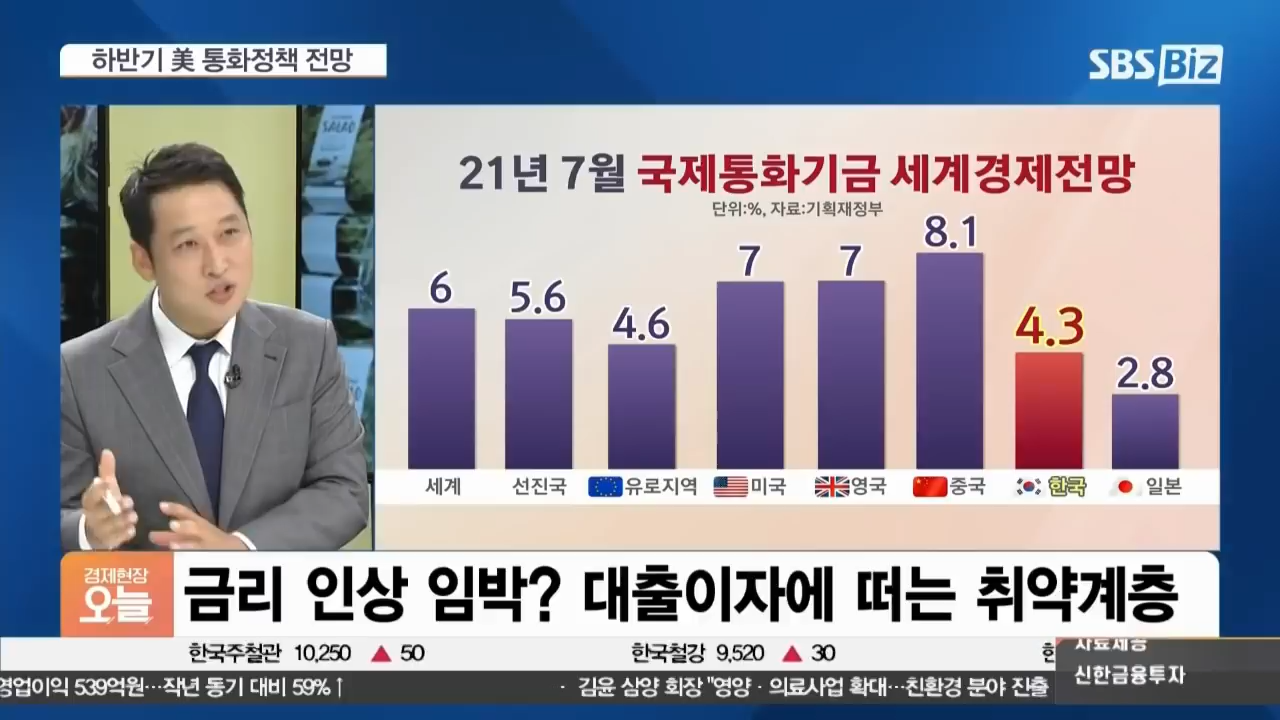 하반기 美 통화정책 전망
SBS Biz
21년 7월 국제통화기금 세계경제전망
단위:%, 자료:기획재정부
6
5.6
4.6
7
7
8.1
4.3
2.8
세계
선진국
유로지역
미국
영국
중국
한국
일본
경제현장
오늘
금리 인상 임박? 대출이자에 떠는 취약계층
한국주철관 10,250 ▲ 50
한국철강 9,520 ▲ 30
자료제공
신한금융투자
영업이익 539억원…작년 동기 대비 59%↑
· 김윤 삼양 회장 "영양·의료사업 확대…친환경 분야 진출